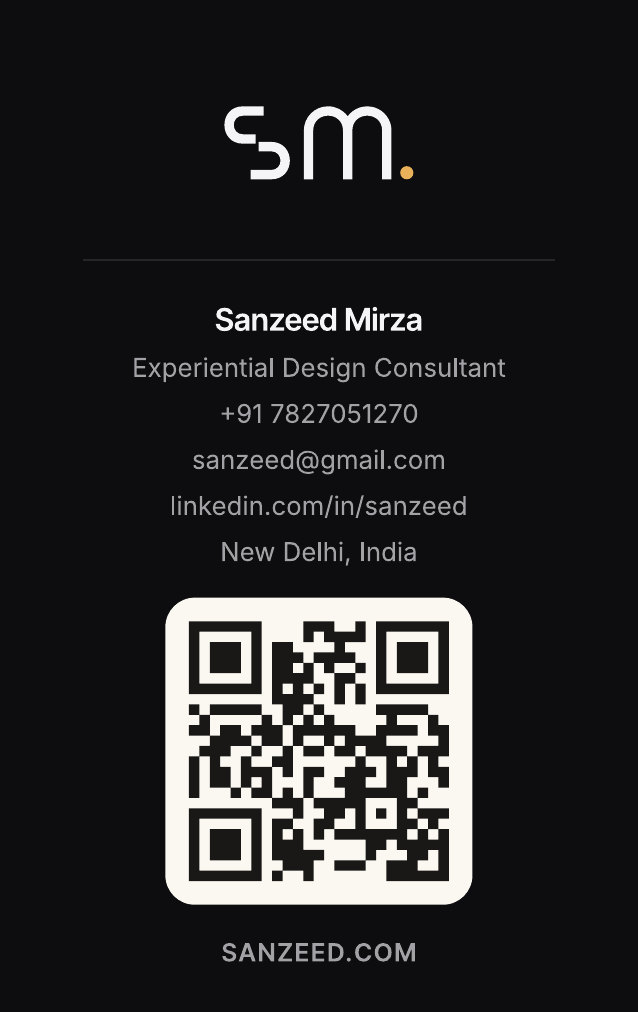 sm.
Sanzeed Mirza
Experiential Design Consultant
+91 7827051270
sanzeed@gmail.com
linkedin.com/in/sanzeed
New Delhi, India
SANZEED.COM